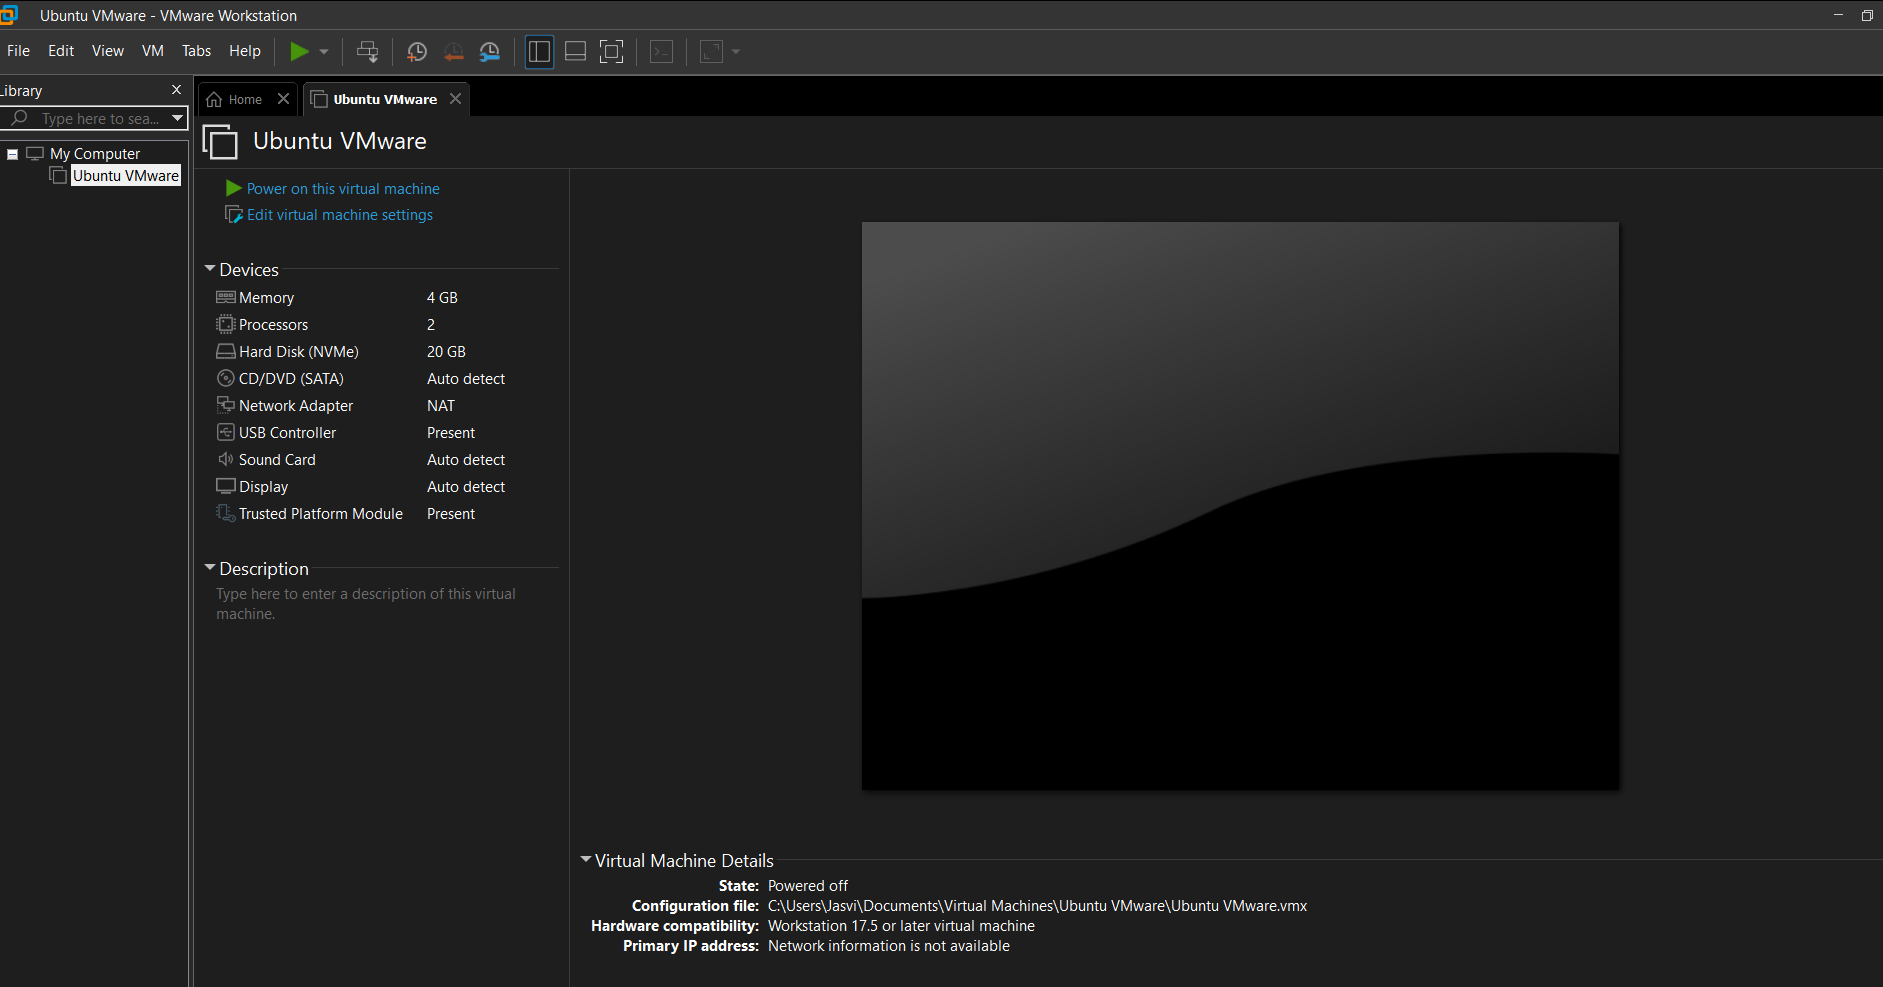 Ubuntu VMware - VMware Workstation
File Edit View VM Tabs Help
Library
Type here to sea...
My Computer
Ubuntu VMware
Home
Ubuntu VMware
Ubuntu VMware
Power on this virtual machine
Edit virtual machine settings
Devices
Memory 4 GB
Processors 2
Hard Disk (NVMe) 20 GB
CD/DVD (SATA) Auto detect
Network Adapter NAT
USB Controller Present
Sound Card Auto detect
Display Auto detect
Trusted Platform Module Present
Description
Type here to enter a description of this virtual
machine.
Virtual Machine Details
State: Powered off
Configuration file: C:\Users\Jasvi\Documents\Virtual Machines\Ubuntu VMware\Ubuntu VMware.vmx
Hardware compatibility: Workstation 17.5 or later virtual machine
Primary IP address: Network information is not available